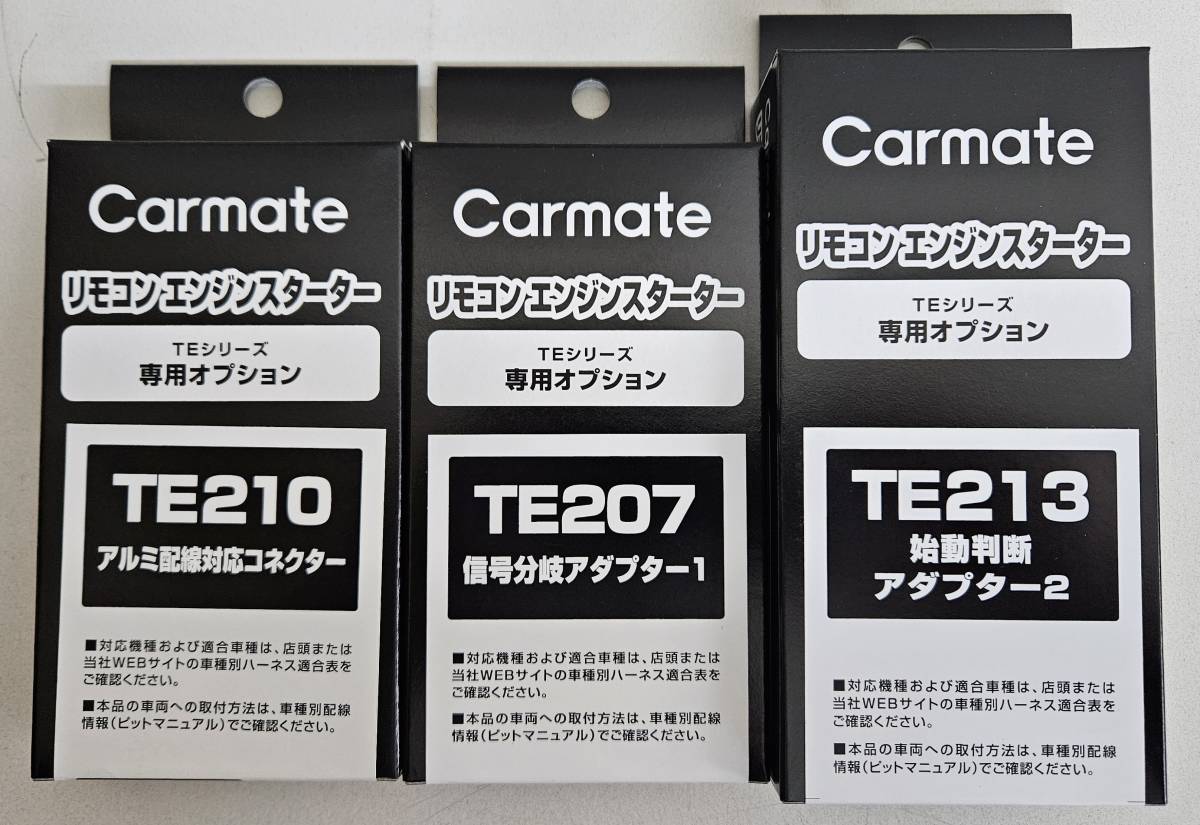 Carmate
リモコンエンジンスターター
TEシリーズ
専用オプション
TE210
アルミ配線対応コネクター
■対応機種および適合車種は、店頭または
当社WEBサイトの車種別ハーネス適合表を
ご確認ください。
■本品の車両への取付方法は、車種別配線
情報(ピットマニュアル)でご確認ください。
Carmate
リモコンエンジンスターター
TEシリーズ
専用オプション
TE207
信号分岐アダプター1
■対応機種および適合車種は、店頭または
当社WEBサイトの車種別ハーネス適合表を
ご確認ください。
■本品の車両への取付方法は、車種別配線
情報(ピットマニュアル)でご確認ください。
Carmate
リモコンエンジンスターター
TEシリーズ
専用オプション
TE213
始動判断
アダプター2
■対応機種および適合車種は、店頭または
当社WEBサイトの車種別ハーネス適合表を
ご確認ください。
■本品の車両への取付方法は、車種別配線
情報(ピットマニュアル)でご確認ください。